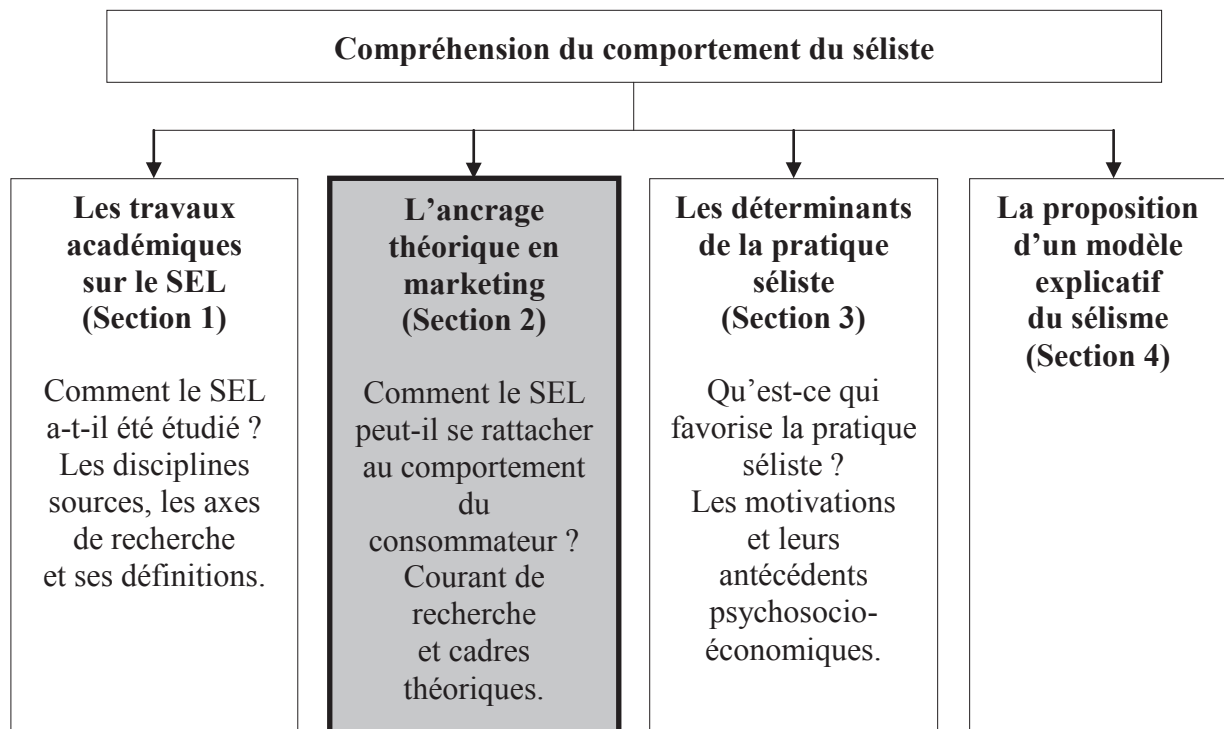 Compréhension du comportement du séliste
Les travaux
académiques
sur le SEL
(Section 1)
Comment le SEL
a-t-il été étudié ?
Les disciplines
sources, les axes
de recherche
et ses définitions.
L’ancrage
théorique en
marketing
(Section 2)
Comment le SEL
peut-il se rattacher
au comportement
du
consommateur ?
Courant de
recherche
et cadres
théoriques.
Les déterminants
de la pratique
séliste
(Section 3)
Qu’est-ce qui
favorise la pratique
séliste ?
Les motivations
et leurs
antécédents
psychosocio-
économiques.
La proposition
d’un modèle
explicatif
du sélisme
(Section 4)